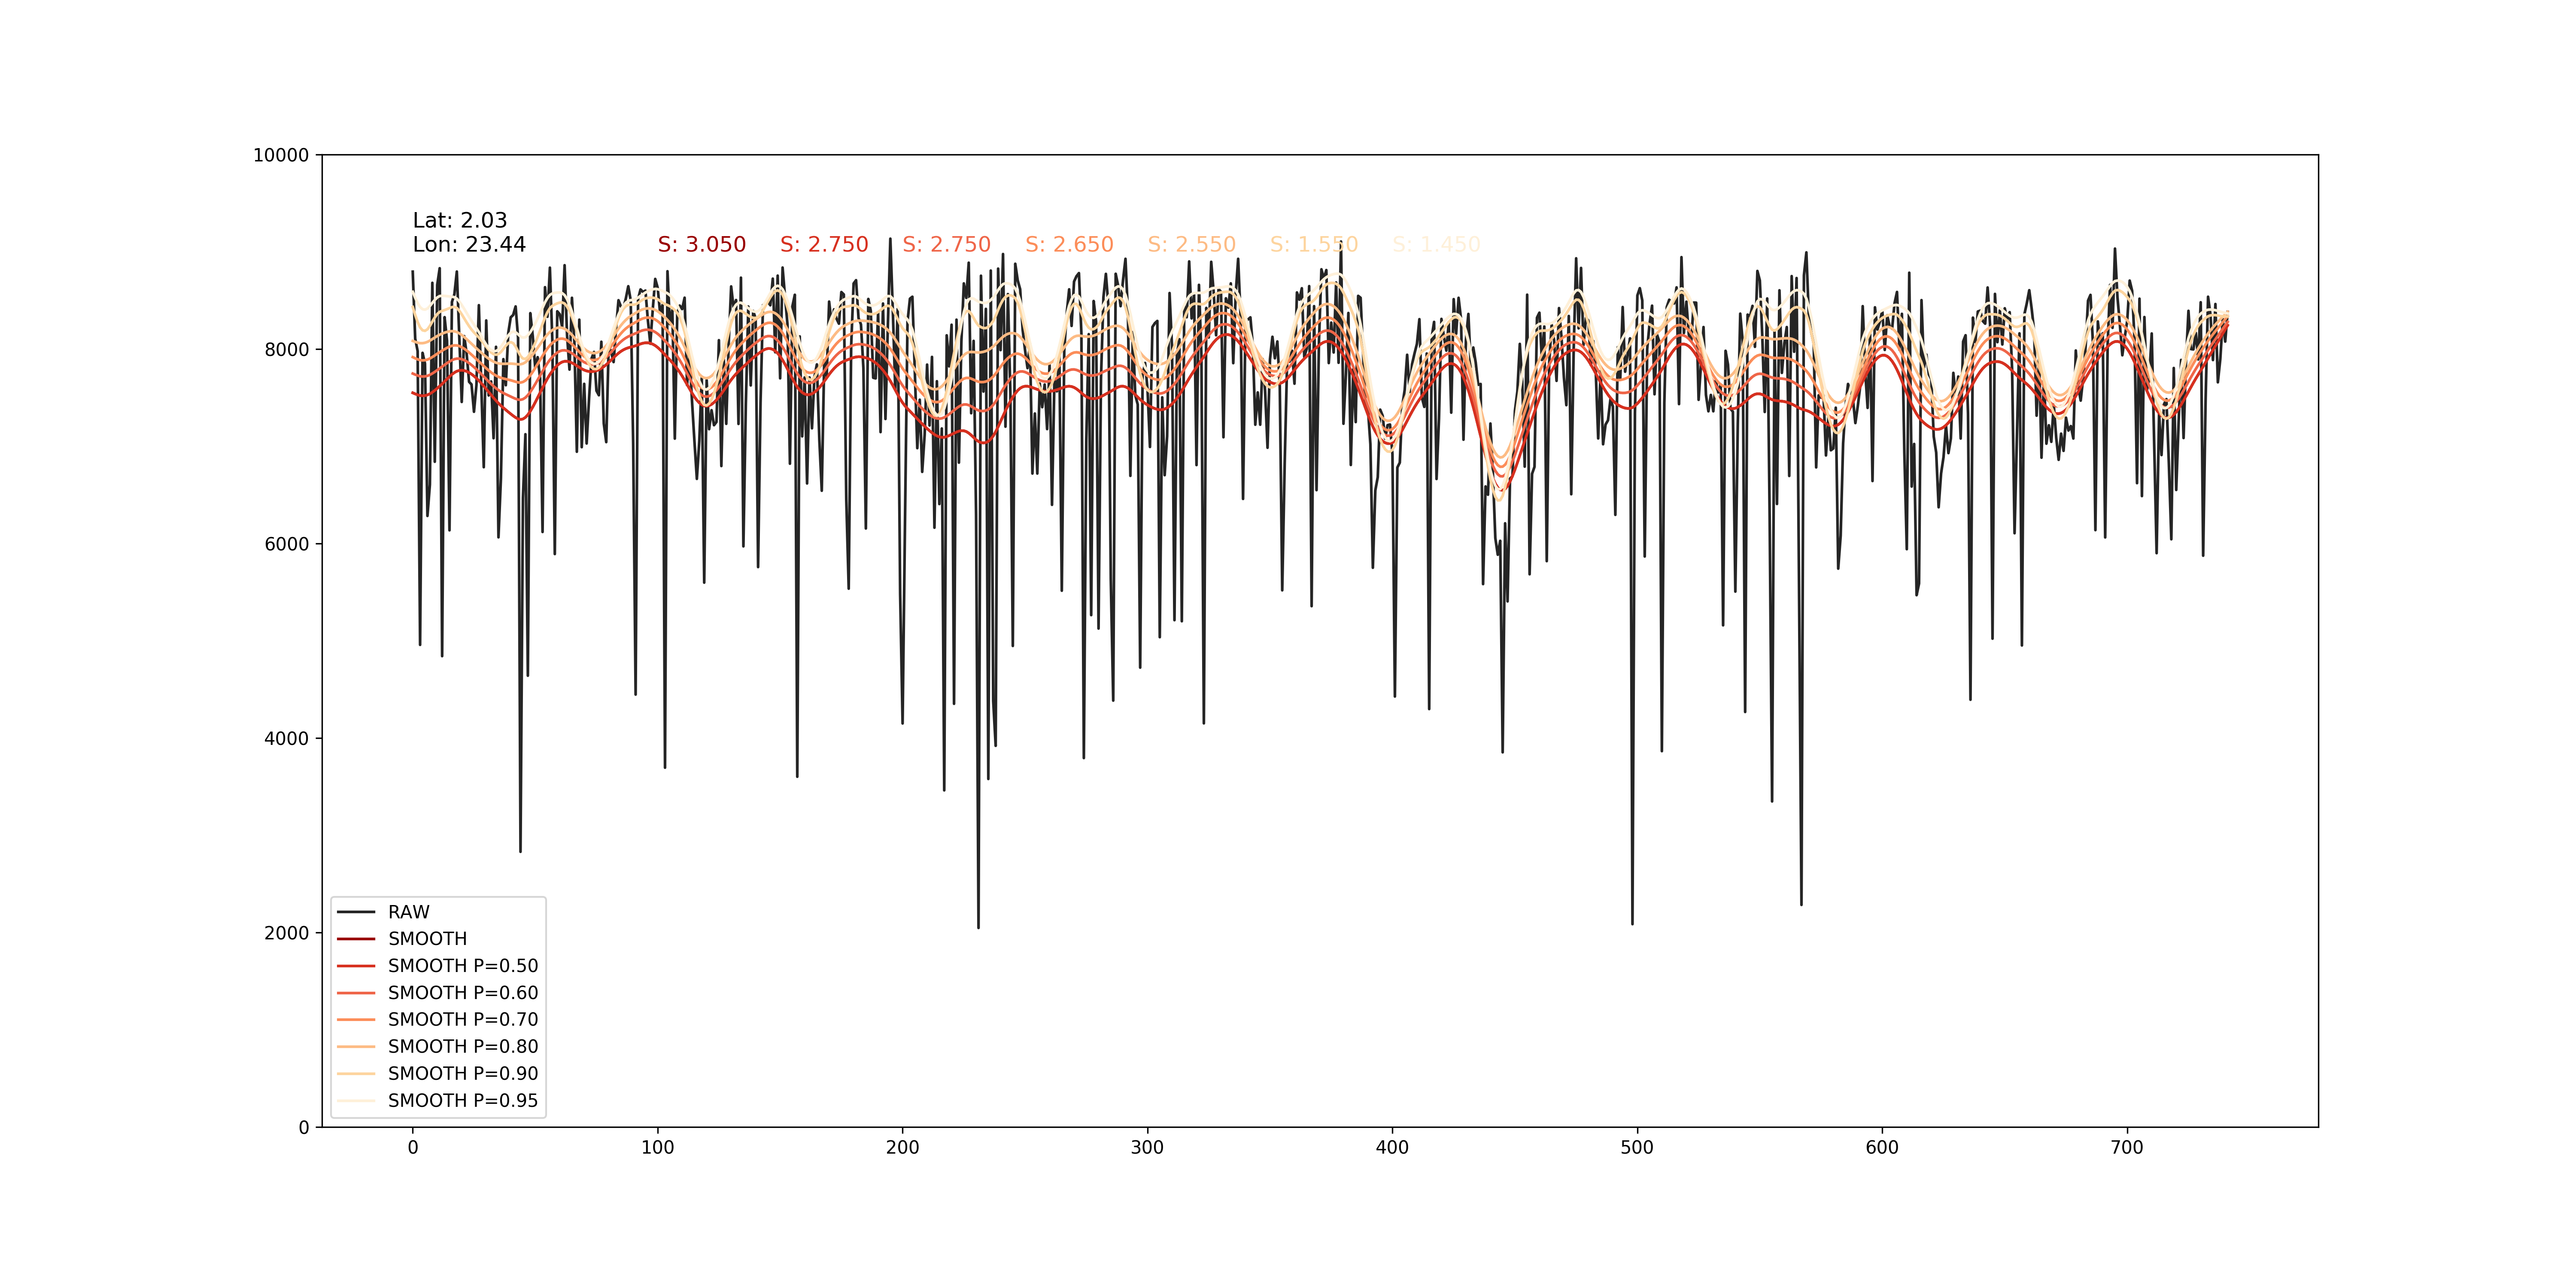 10000
8000
6000
4000
2000
0
Lat: 2.03
Lon: 23.44
S: 3.050
S: 2.750
S: 2.750
S: 2.650
S: 2.550
S: 1.550
S: 1.450
RAW
SMOOTH
SMOOTH P=0.50
SMOOTH P=0.60
SMOOTH P=0.70
SMOOTH P=0.80
SMOOTH P=0.90
SMOOTH P=0.95
0 100 200 300 400 500 600 700